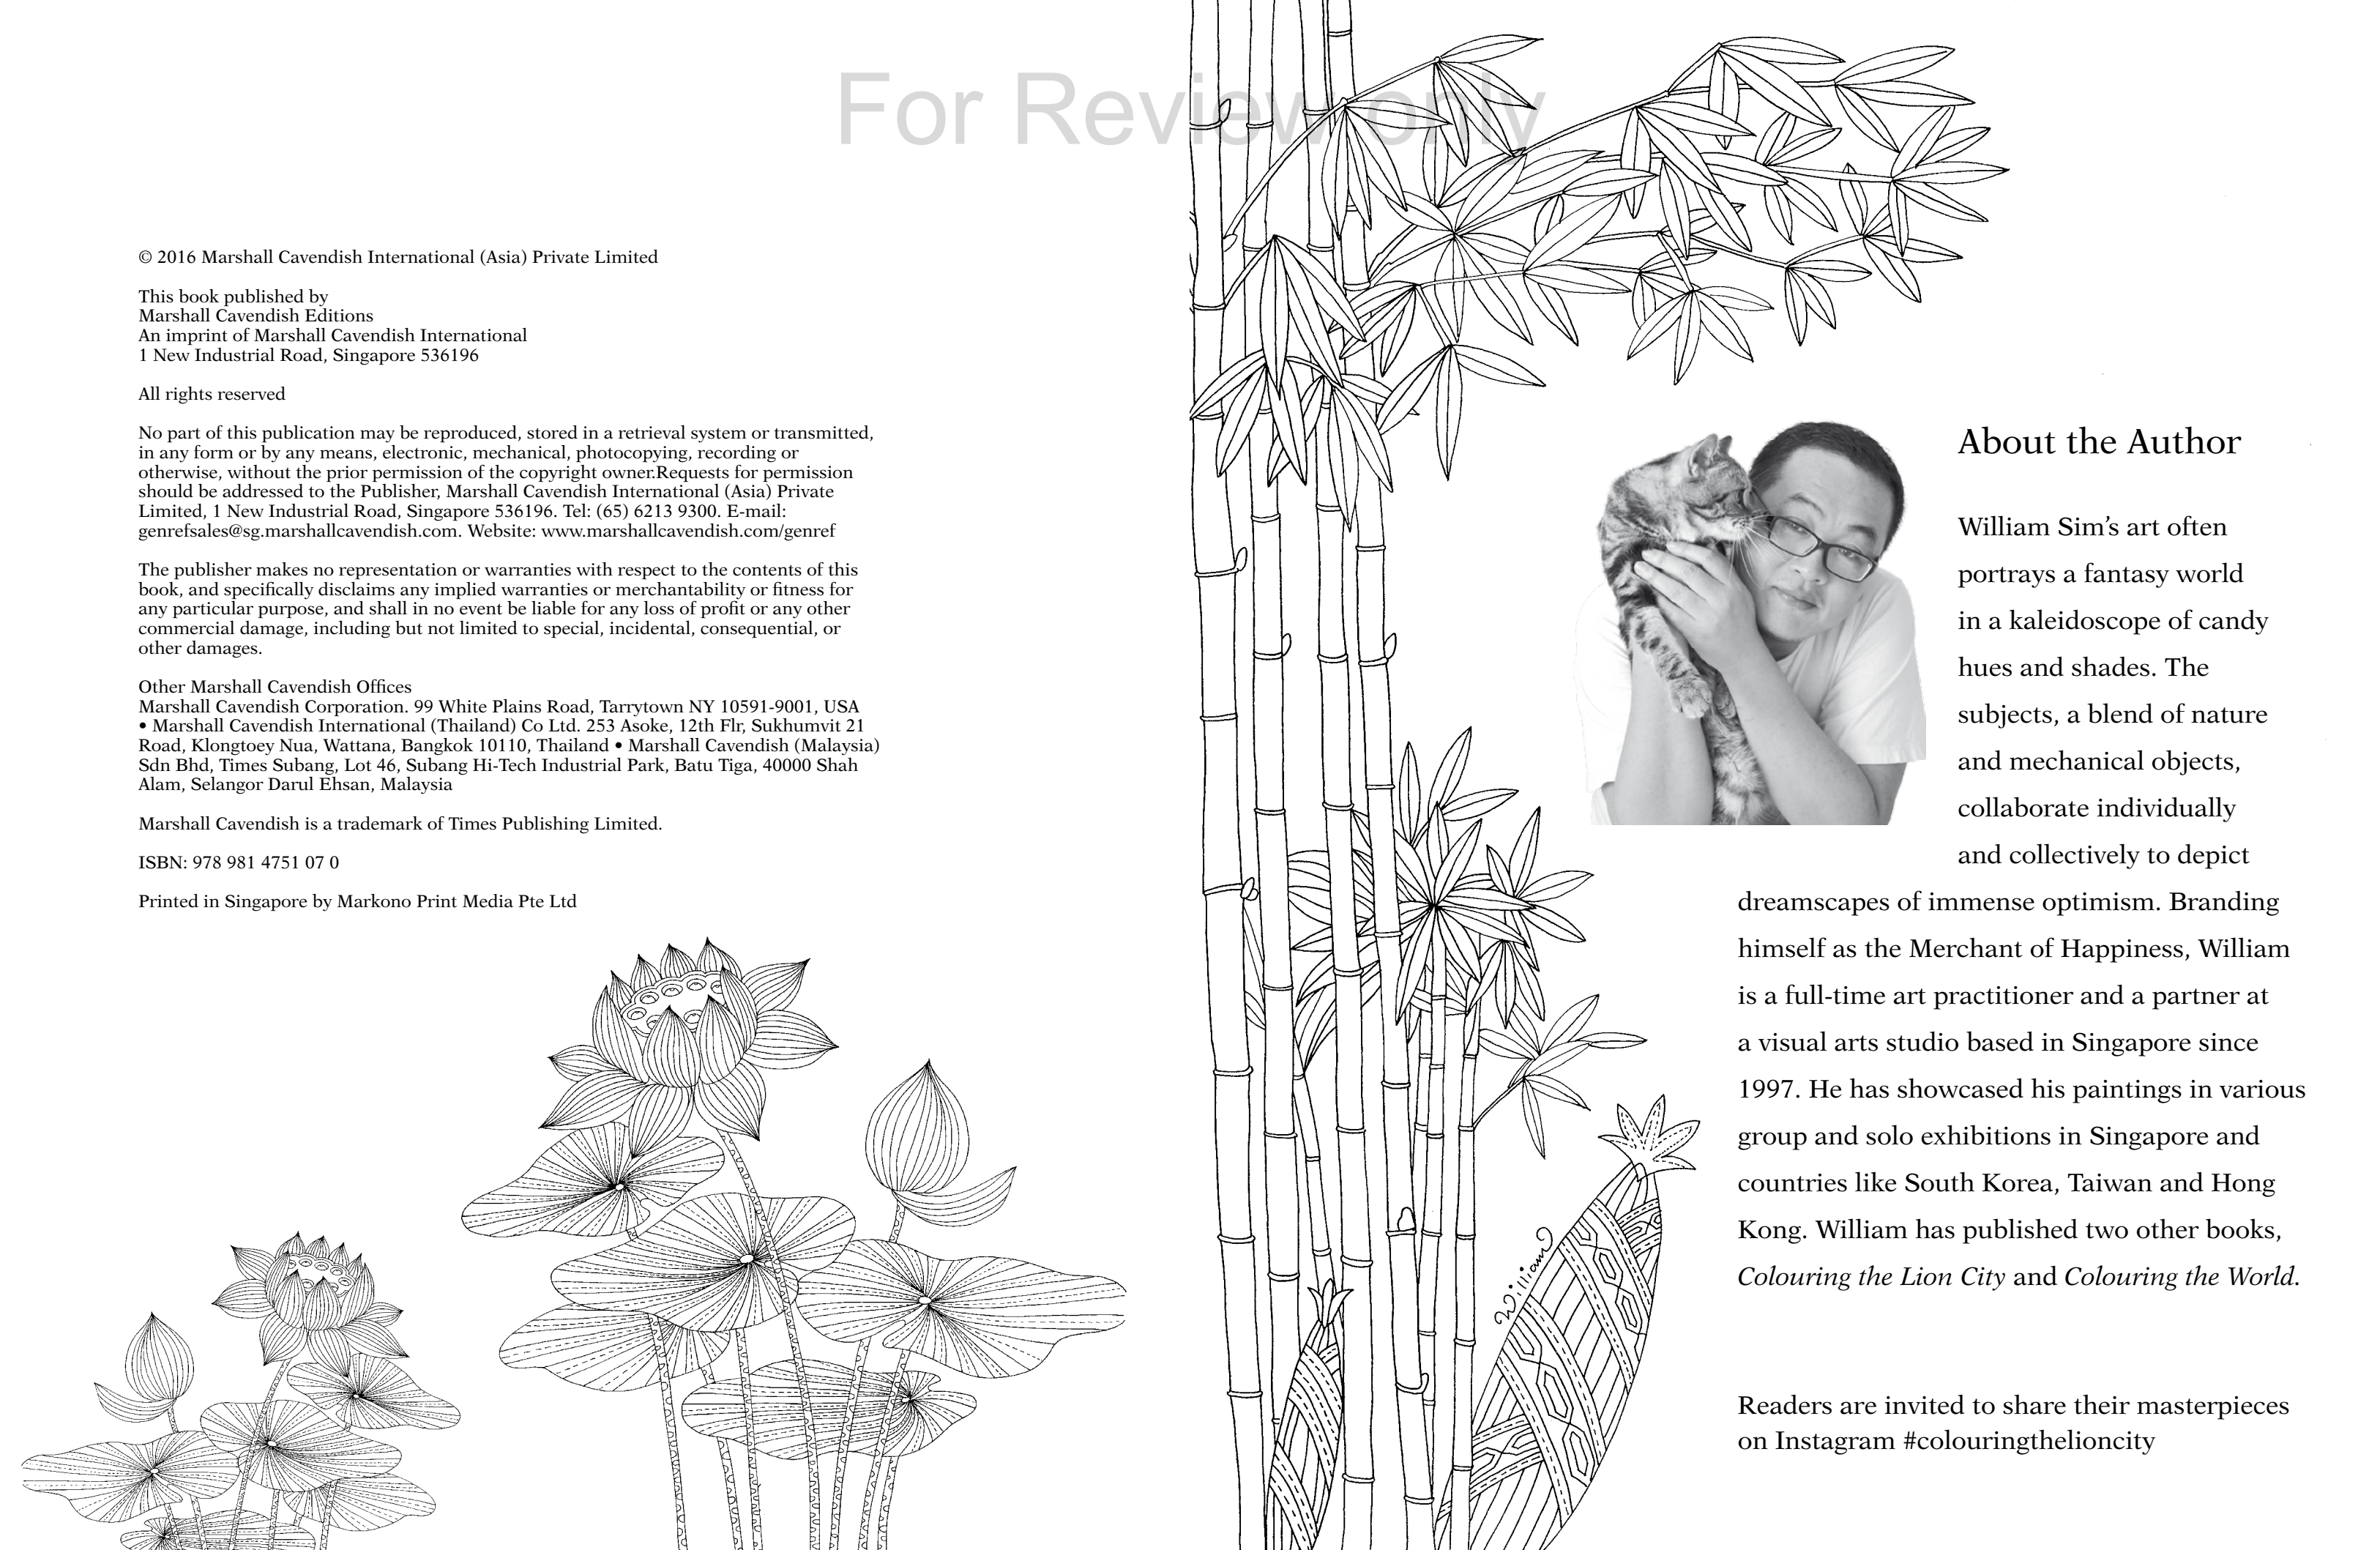 For Review only
© 2016 Marshall Cavendish International (Asia) Private Limited
This book published by
Marshall Cavendish Editions
An imprint of Marshall Cavendish International
1 New Industrial Road, Singapore 536196
All rights reserved
No part of this publication may be reproduced, stored in a retrieval system or transmitted,
in any form or by any means, electronic, mechanical, photocopying, recording or
otherwise, without the prior permission of the copyright owner.Requests for permission
should be addressed to the Publisher, Marshall Cavendish International (Asia) Private
Limited, 1 New Industrial Road, Singapore 536196. Tel: (65) 6213 9300. E-mail:
genrefsales@sg.marshallcavendish.com. Website: www.marshallcavendish.com/genref
The publisher makes no representation or warranties with respect to the contents of this
book, and specifically disclaims any implied warranties or merchantability or fitness for
any particular purpose, and shall in no event be liable for any loss of profit or any other
commercial damage, including but not limited to special, incidental, consequential, or
other damages.
Other Marshall Cavendish Offices
Marshall Cavendish Corporation. 99 White Plains Road, Tarrytown NY 10591-9001, USA
• Marshall Cavendish International (Thailand) Co Ltd. 253 Asoke, 12th Flr, Sukhumvit 21
Road, Klongtoey Nua, Wattana, Bangkok 10110, Thailand • Marshall Cavendish (Malaysia)
Sdn Bhd, Times Subang, Lot 46, Subang Hi-Tech Industrial Park, Batu Tiga, 40000 Shah
Alam, Selangor Darul Ehsan, Malaysia
Marshall Cavendish is a trademark of Times Publishing Limited.
ISBN: 978 981 4751 07 0
Printed in Singapore by Markono Print Media Pte Ltd
About the Author
William Sim's art often
portrays a fantasy world
in a kaleidoscope of candy
hues and shades. The
subjects, a blend of nature
and mechanical objects,
collaborate individually
and collectively to depict
dreamscapes of immense optimism. Branding
himself as the Merchant of Happiness, William
is a full-time art practitioner and a partner at
a visual arts studio based in Singapore since
1997. He has showcased his paintings in various
group and solo exhibitions in Singapore and
countries like South Korea, Taiwan and Hong
Kong. William has published two other books,
Colouring the Lion City and Colouring the World.
William
Readers are invited to share their masterpieces
on Instagram #colouringthelioncity